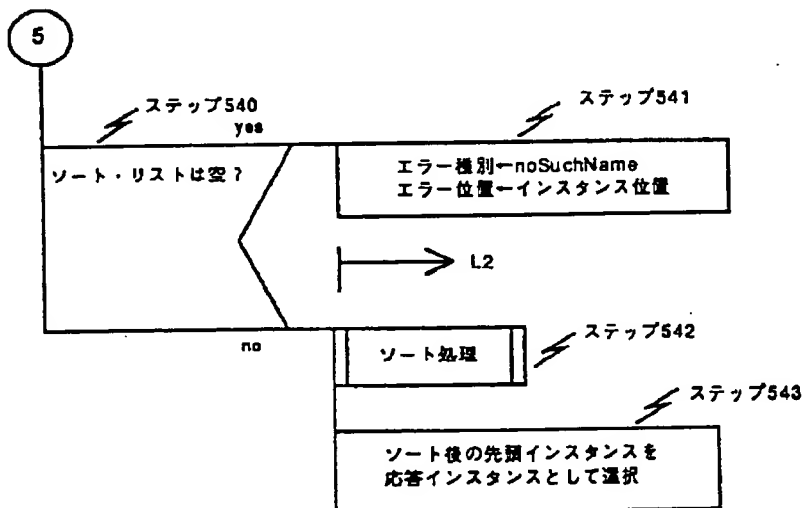 5
ステップ540
yes
ステップ541
ソート・リストは空？
エラー種別←noSuchName
エラー位置←インスタンス位置
L2
no
ソート処理
ステップ542
ステップ543
ソート後の先頭インスタンスを
応答インスタンスとして選択